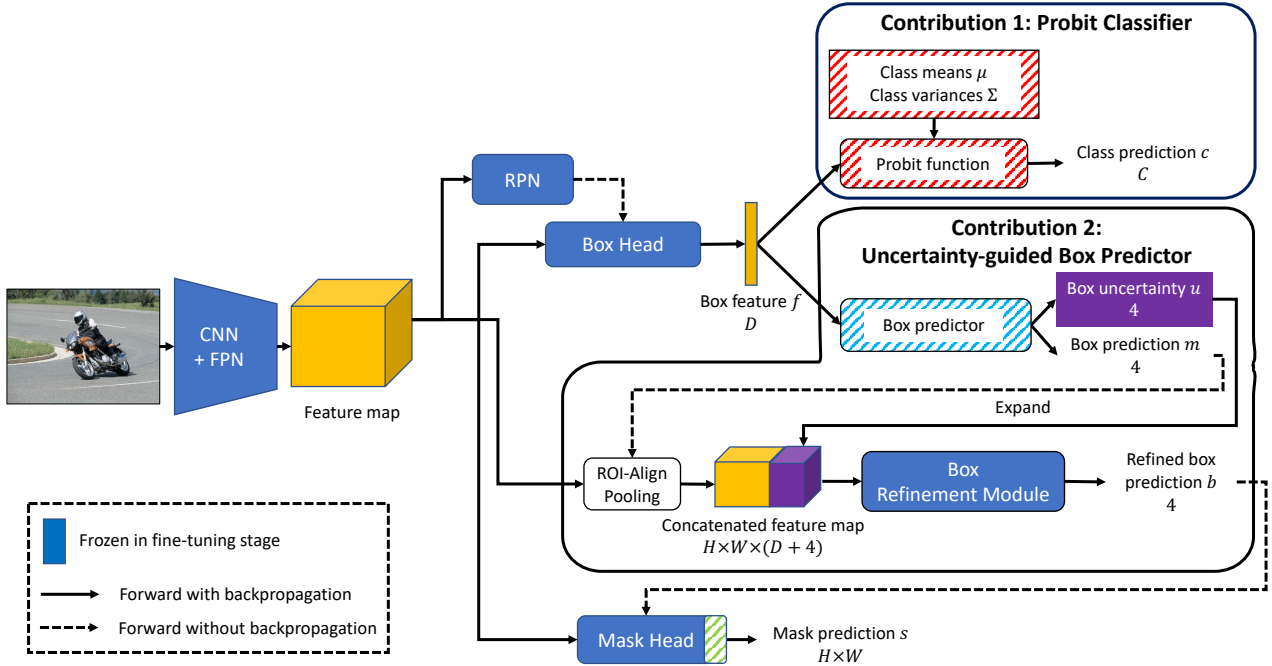 Contribution 1: Probit Classifier
Class means μ
Class variances Σ
Probit function
Class prediction c
C
RPN
Box Head
Box feature f
D
CNN
+ FPN
Feature map
Contribution 2:
Uncertainty-guided Box Predictor
Box predictor
Box uncertainty u
4
Box prediction m
4
Expand
ROI-Align
Pooling
Concatenated feature map
H×W×(D + 4)
Box
Refinement Module
Refined box
prediction b
4
Mask Head
Mask prediction s
H×W
Frozen in fine-tuning stage
Forward with backpropagation
Forward without backpropagation